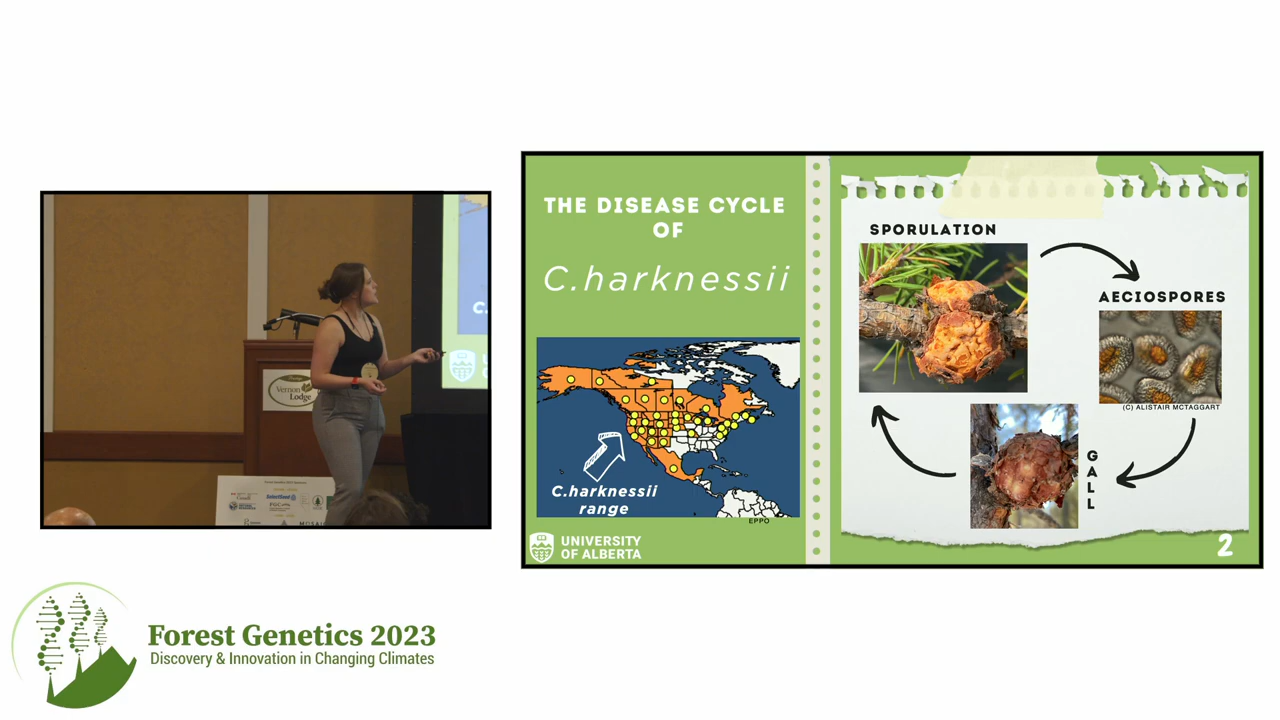 Vernon
Lodge
Forest Genetics 2023
Discovery & Innovation in Changing Climates
THE DISEASE CYCLE
OF
C.harknessii
C.harknessii
range
EPPO
UNIVERSITY
OF ALBERTA
SPORULATION
AECIOSPORES
(C) ALISTAIR MCTAGGART
GALL
2